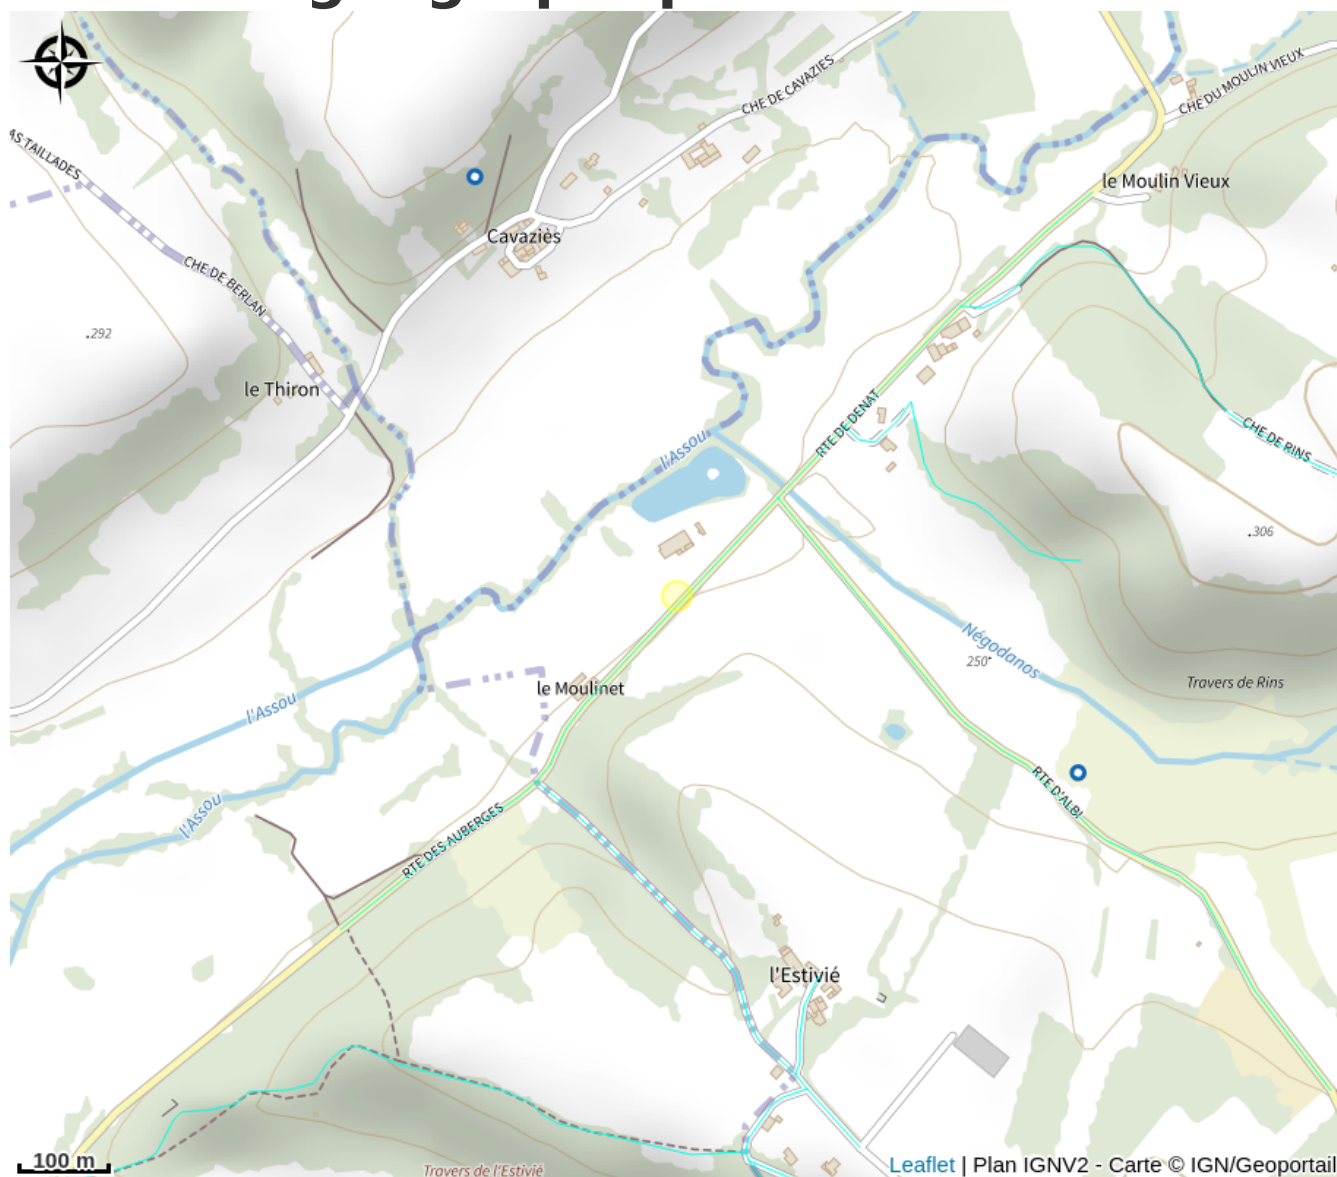 CHE DE CAVAZIES
CHE DU MOULIN VIEUX
AS TAILLADES
le Moulin Vieux
Cavaziès
CHE DE BERLAN
.292
le Thiron
RTE DE DENAT
CHE DE RINS
l'Assou
.306
Négodanos
250
Travers de Rins
le Moulinet
l'Assou
RTE D'ALBI
l'Assou
RTE DES AUBERGES
l'Estivié
100 m
Travers de l'Estivié
Leaflet | Plan IGNV2 - Carte © IGN/Geoportail